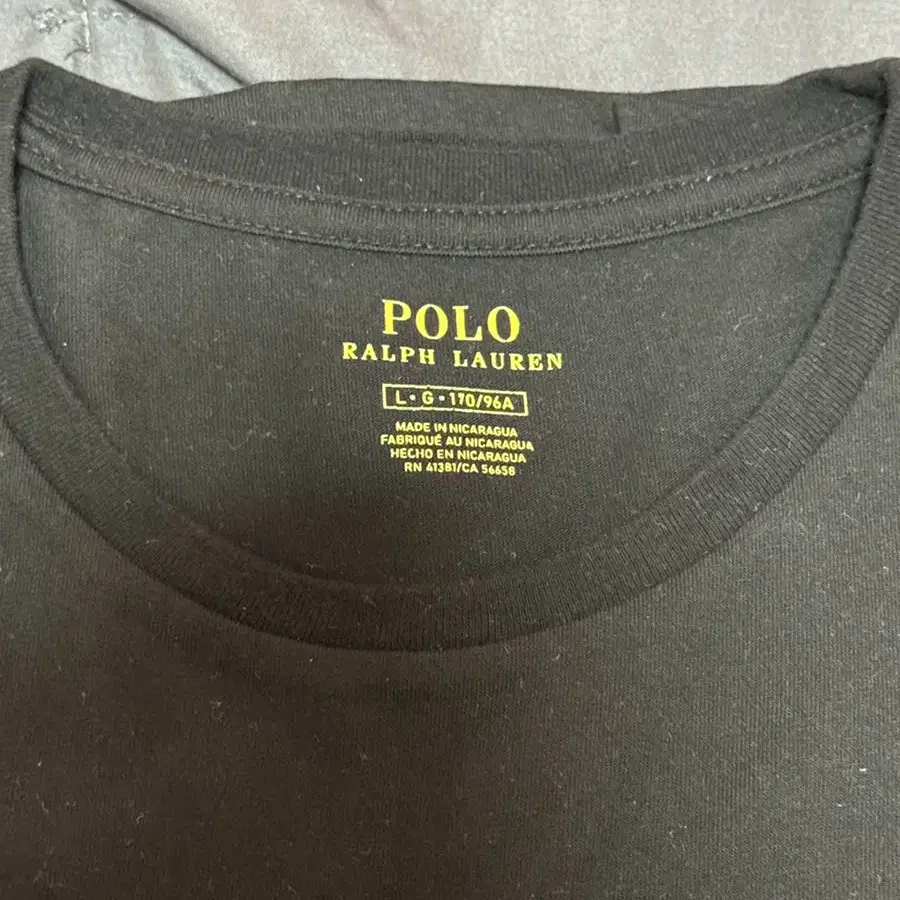 POLO
RALPH LAUREN
L • G • 170/96A
MADE IN NICARAGUA
FABRIQUÉ AU NICARAGUA
HECHO EN NICARAGUA
RN 41381/CA 56658